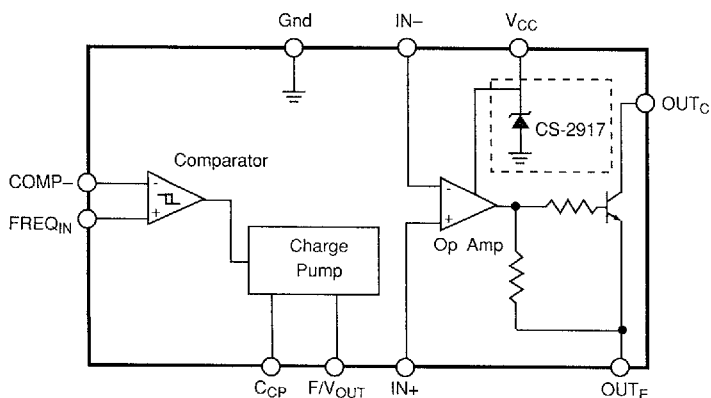 Gnd
IN–
VCC
CS-2917
OUTC
Comparator
COMP–
-
+
FREQIN
-
+
Op Amp
Charge
Pump
CCP
F/VOUT
IN+
OUTE